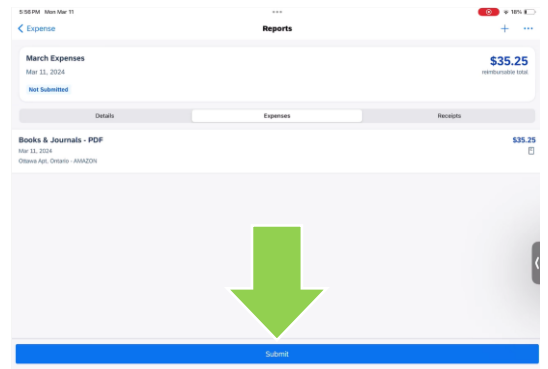 5:56 PM Mon Mar 11
18%
Expense
Reports
March Expenses
$35.25
Mar 11, 2024
reimbursable total
Not Submitted
Details
Expenses
Receipts
Books & Journals - PDF
$35.25
Mar 11, 2024
Ottawa Apt, Ontario - AMAZON
Submit